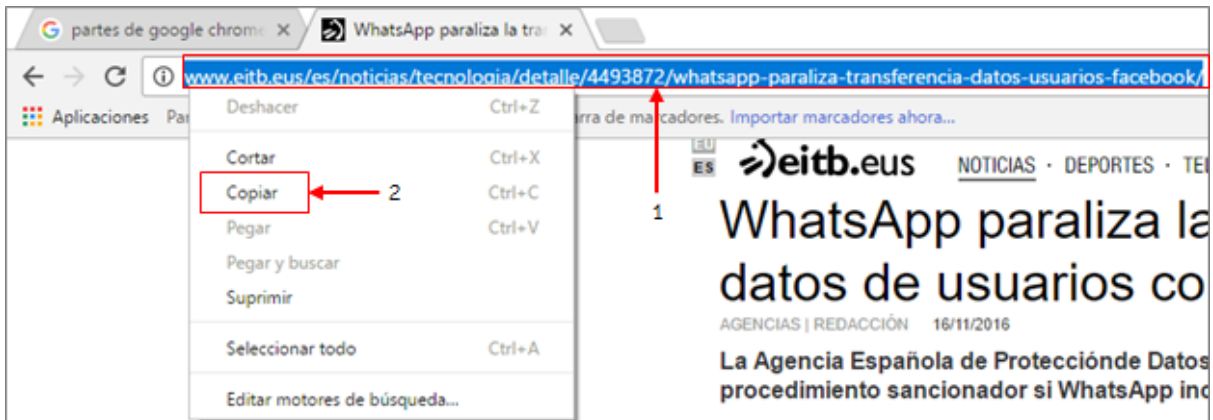 partes de google chrome
WhatsApp paraliza la tra
www.eitb.eus/es/noticias/tecnologia/detalle/4493872/whatsapp-paraliza-transferencia-datos-usuarios-facebook/
Aplicaciones
rra de marcadores. Importar marcadores ahora...
Deshacer Ctrl+Z
Cortar Ctrl+X
Copiar Ctrl+C
2
Pegar Ctrl+V
Pegar y buscar
Suprimir
Seleccionar todo Ctrl+A
Editar motores de búsqueda...
1
EU
ES
eitb.eus NOTICIAS · DEPORTES · TEL
WhatsApp paraliza la
datos de usuarios co
AGENCIAS | REDACCIÓN 16/11/2016
La Agencia Española de Protecciónde Datos
procedimiento sancionador si WhatsApp inc